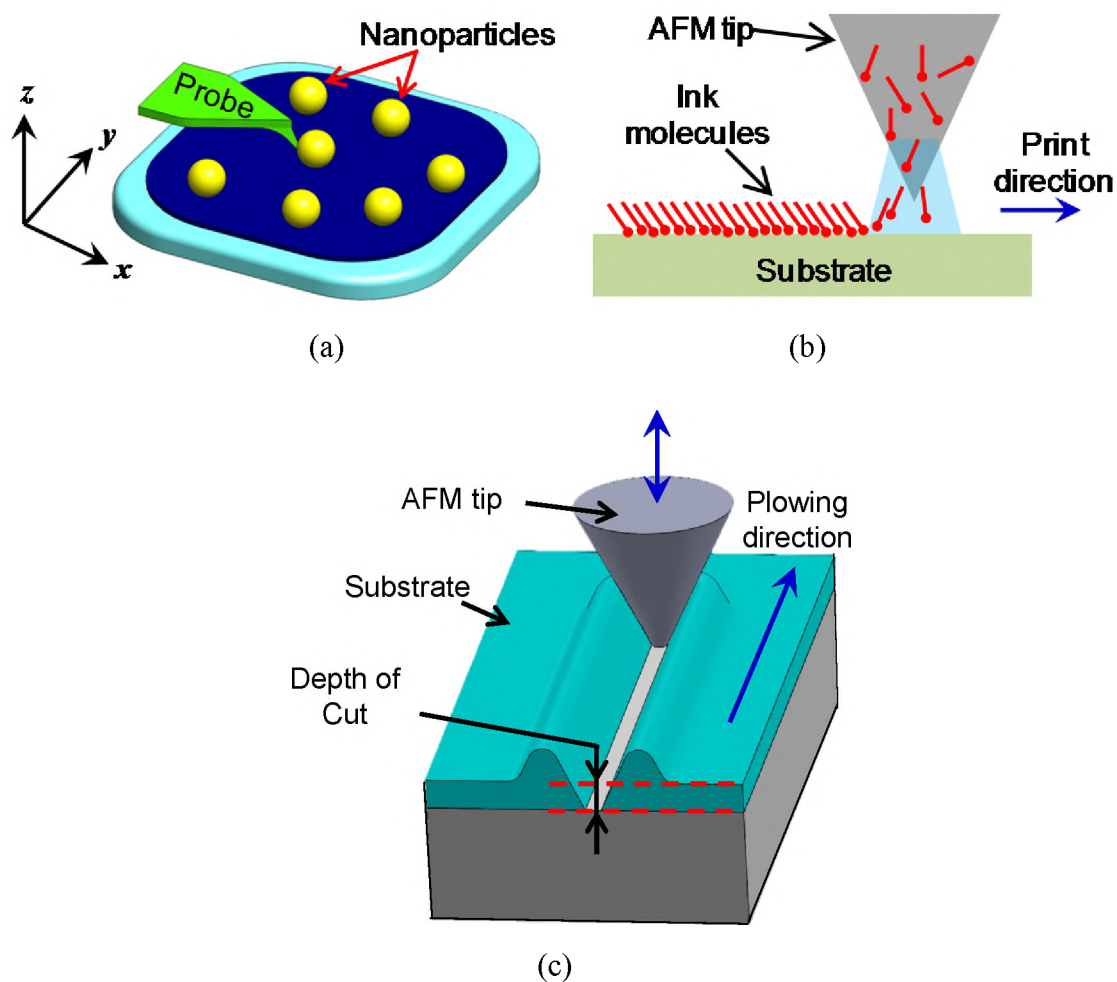 Nanoparticles
Probe
z
y
x
(a)
AFM tip
Ink
molecules
Print
direction
Substrate
(b)
AFM tip
Plowing
direction
Substrate
Depth of
Cut
(c)